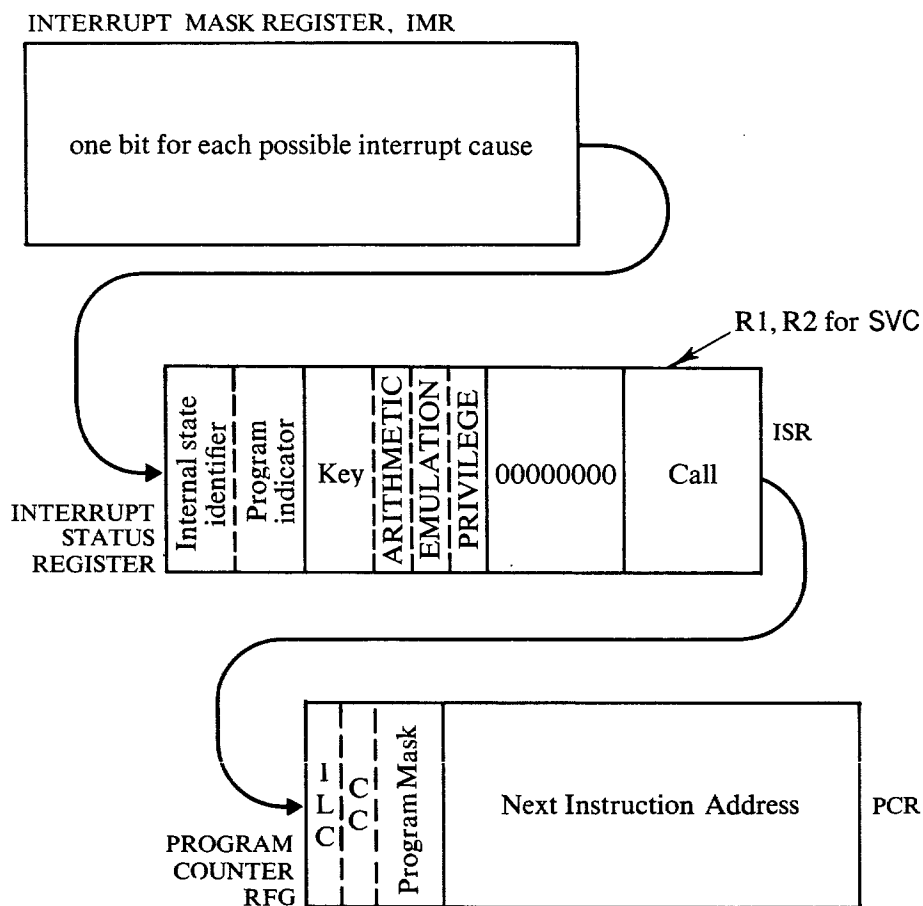 INTERRUPT MASK REGISTER, IMR
one bit for each possible interrupt cause
R1, R2 for SVC
Internal state
identifier
Program
indicator
Key
ARITHMETIC
EMULATION
PRIVILEGE
00000000
Call
ISR
INTERRUPT
STATUS
REGISTER
I
L
C
C
C
Program Mask
Next Instruction Address
PCR
PROGRAM
COUNTER
RFG